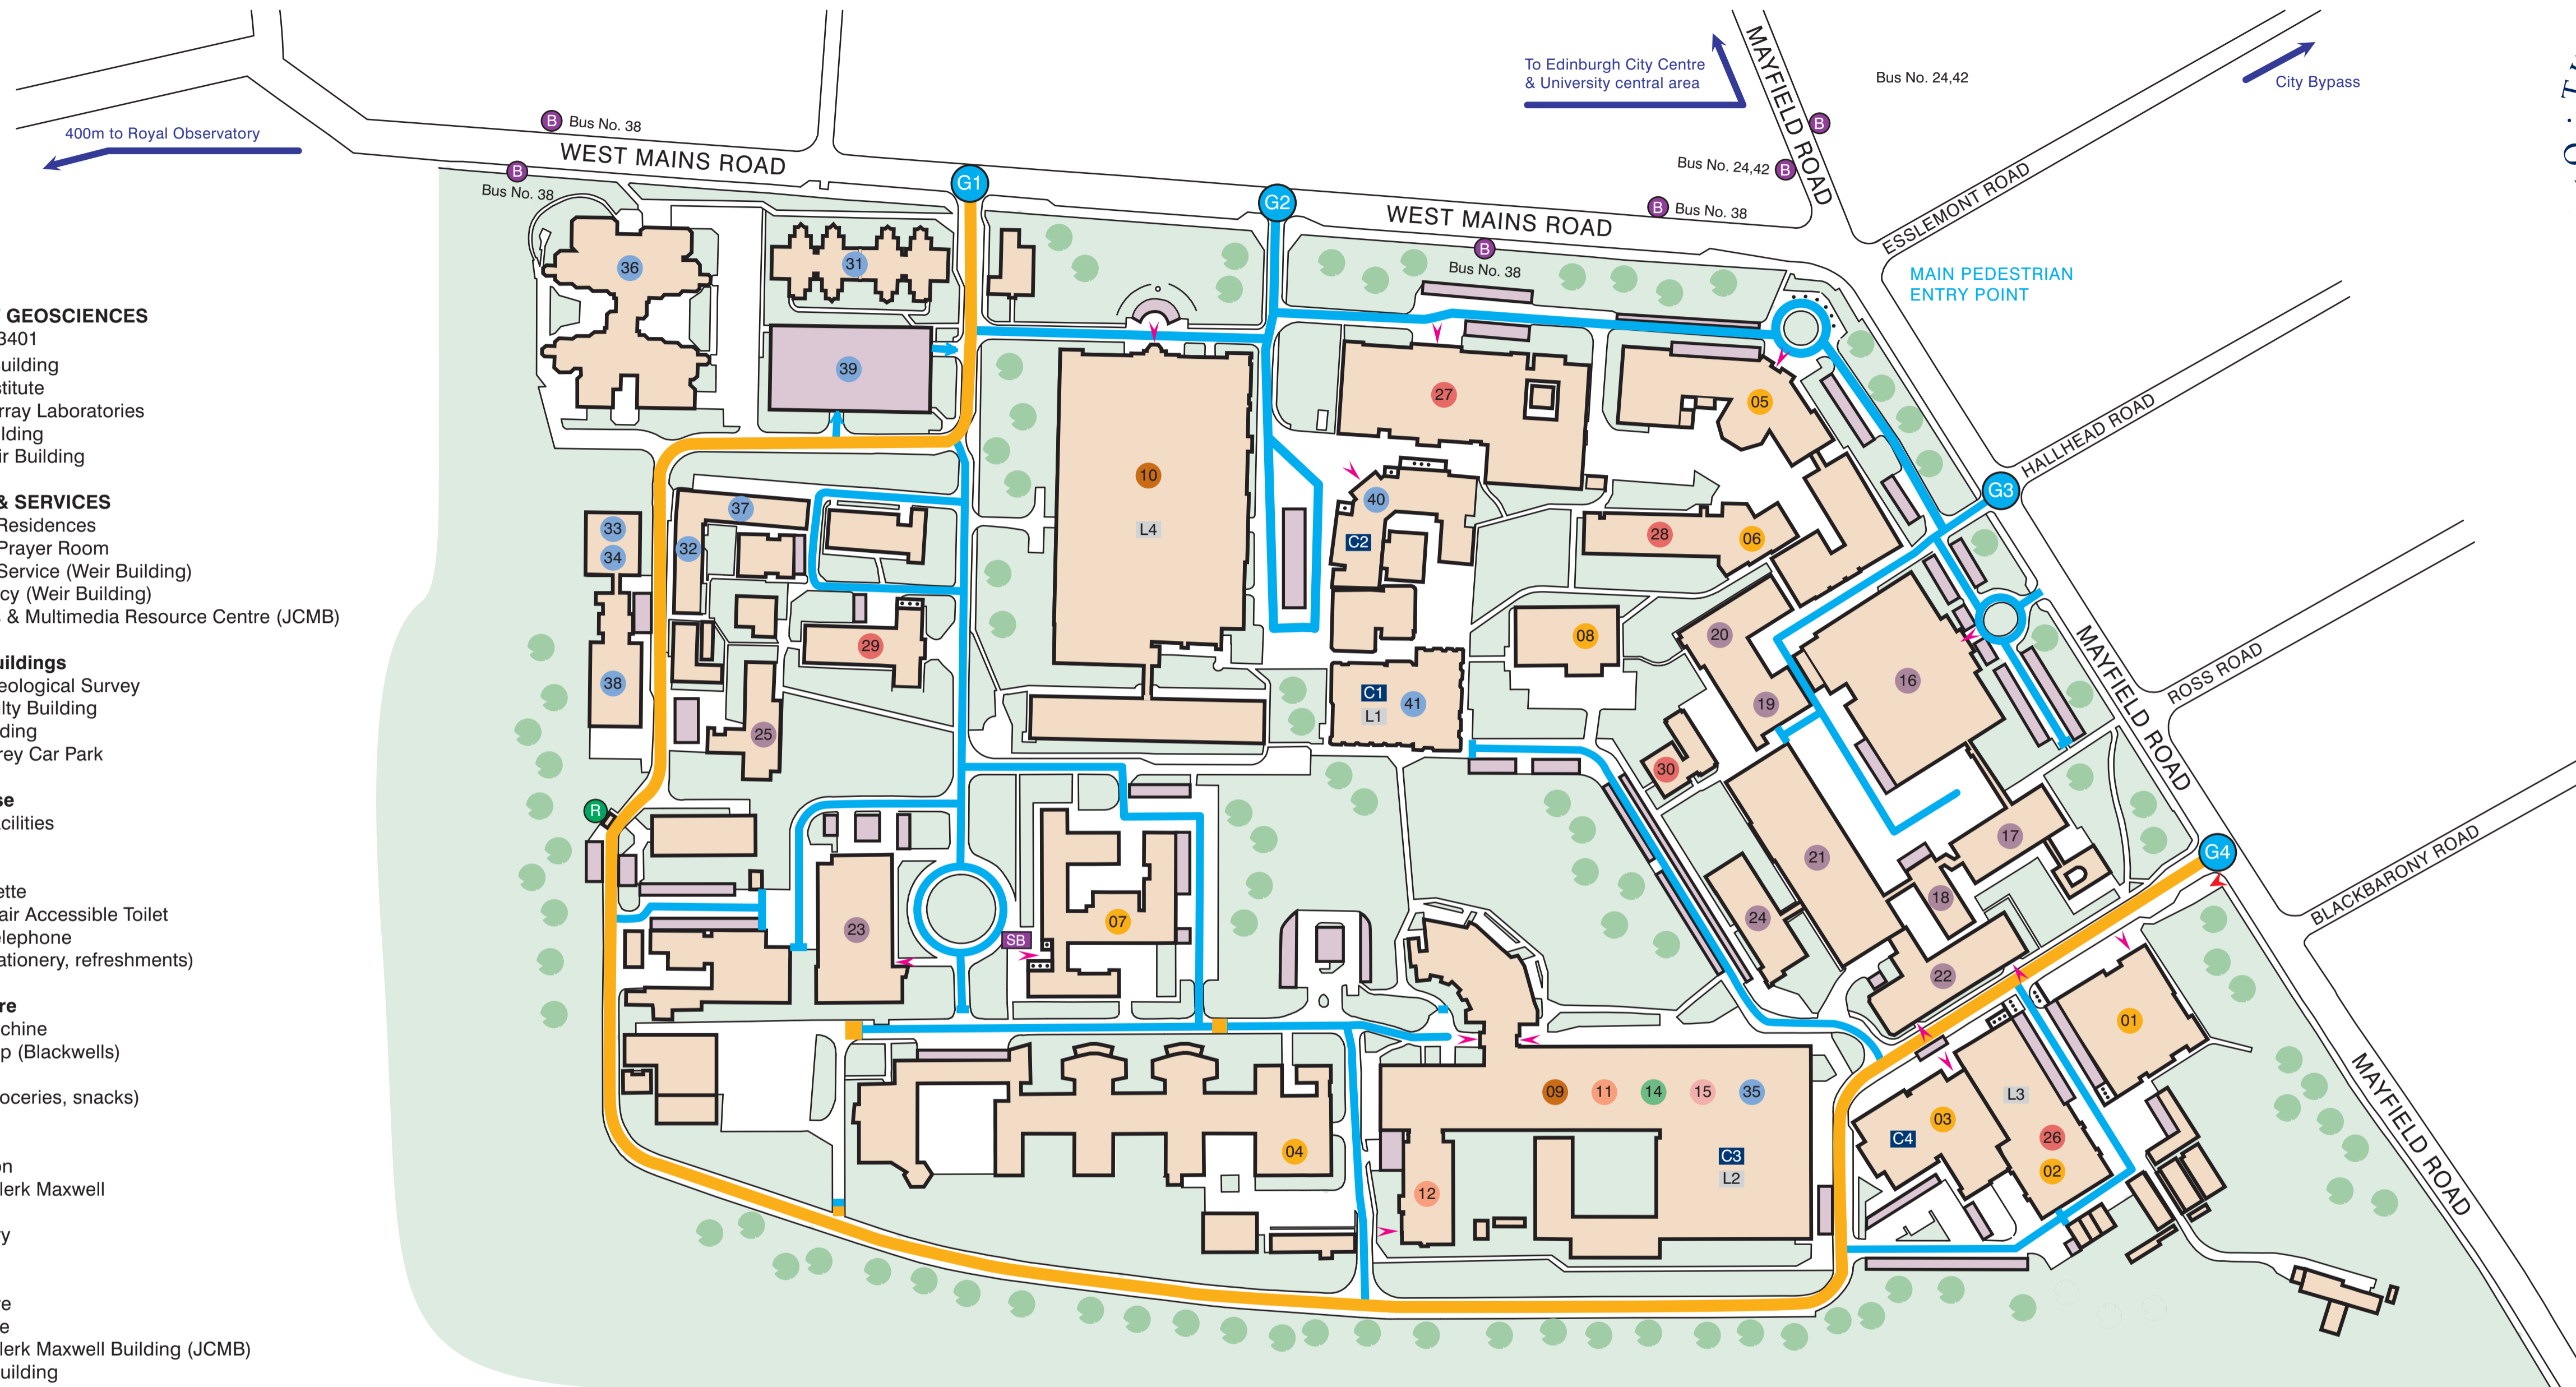 To Edinburgh City Centre
& University central area
MAYFIELD ROAD
Bus No. 24,42
City Bypass
400m to Royal Observatory
B
Bus No. 38
WEST MAINS ROAD
B
Bus No. 38
G1
G2
WEST MAINS ROAD
B
Bus No. 38
B
Bus No. 38
B
Bus No. 24,42
B
ESSLEMONT ROAD
MAIN PEDESTRIAN
ENTRY POINT
HALLHEAD ROAD
G3
MAYFIELD ROAD
ROSS ROAD
G4
BLACKBARONY ROAD
MAYFIELD ROAD
36
31
39
10
L4
27
05
40
C2
28
06
37
32
33
34
38
29
25
08
20
19
16
C1
L1
41
30
21
17
18
24
22
R
23
SB
07
01
09
11
14
15
35
C3
L2
12
04
03
C4
L3
26
02
GEOSCIENCES
3401
uilding
stitute
rray Laboratories
lding
ir Building
& SERVICES
Residences
Prayer Room
Service (Weir Building)
cy (Weir Building)
& Multimedia Resource Centre (JCMB)
uildings
eological Survey
lty Building
ding
rey Car Park
se
cilities
ette
air Accessible Toilet
elephone
ationery, refreshments)
re
chine
p (Blackwells)
oceries, snacks)
on
lerk Maxwell
ry
re
e
lerk Maxwell Building (JCMB)
uilding